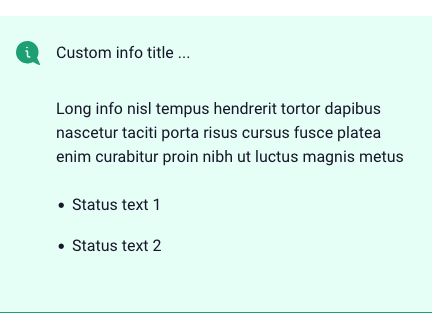 Custom info title ...
Long info nisl tempus hendrerit tortor dapibus
nascetur taciti porta risus cursus fusce platea
enim curabitur proin nibh ut luctus magnis metus
• Status text 1
• Status text 2